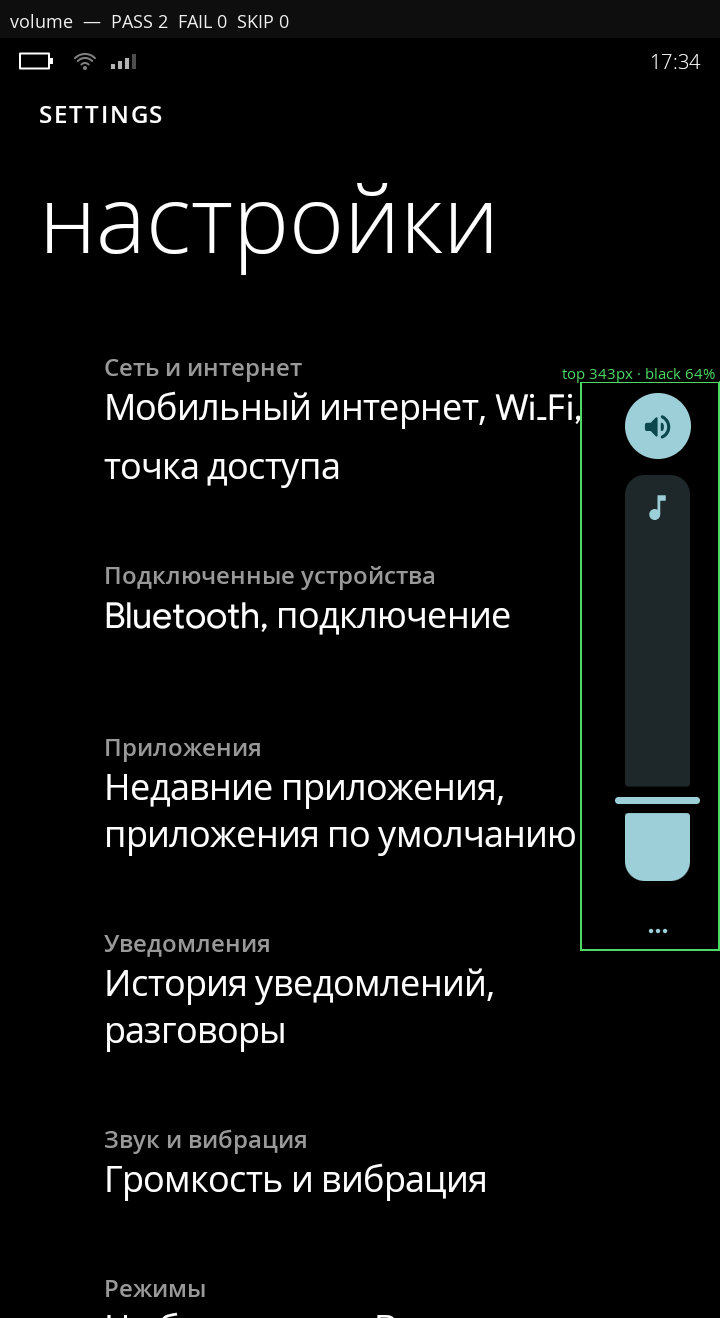 volume — PASS 2 FAIL 0 SKIP 0
17:34
SETTINGS
настройки
Сеть и интернет
top 343px · black 64%
Мобильный интернет, Wi-Fi,
точка доступа
Подключенные устройства
Bluetooth, подключение
Приложения
Недавние приложения,
приложения по умолчанию
Уведомления
История уведомлений,
разговоры
Звук и вибрация
Громкость и вибрация
Режимы